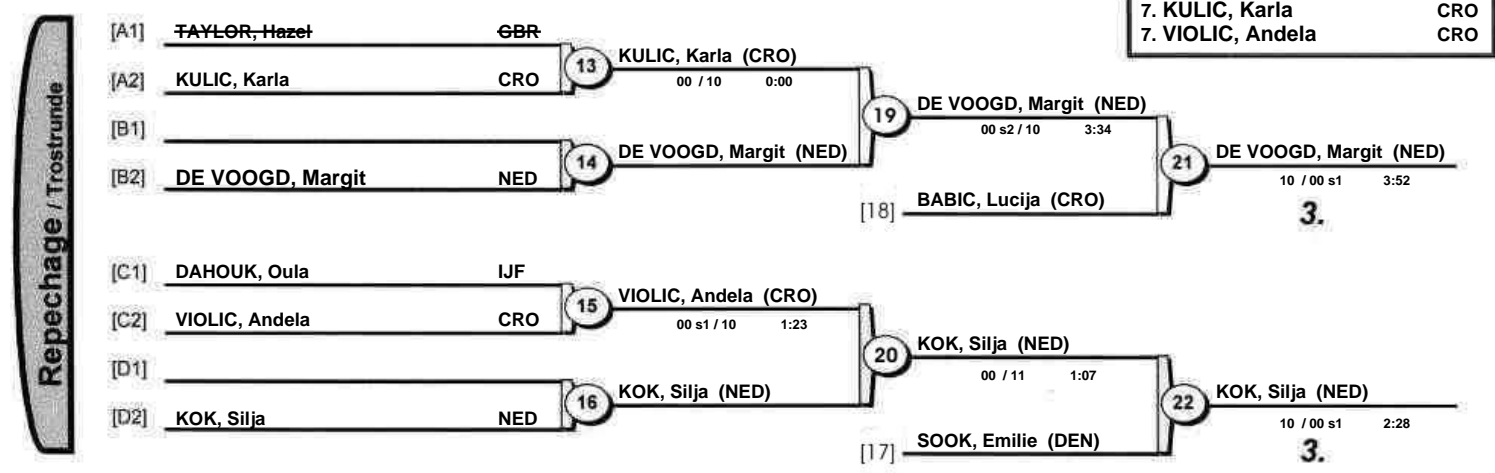 7. KULIC, Karla CRO
7. VIOLIC, Andela CRO
Repechage / Trostrunde
[A1] TAYLOR, Hazel GBR
[A2] KULIC, Karla CRO
13
KULIC, Karla (CRO)
00 / 10 0:00
[B1]
[B2] DE VOOGD, Margit NED
14
DE VOOGD, Margit (NED)
19
DE VOOGD, Margit (NED)
00 s2 / 10 3:34
[18] BABIC, Lucija (CRO)
21
DE VOOGD, Margit (NED)
10 / 00 s1 3:52
3.
[C1] DAHOUK, Oula IJF
[C2] VIOLIC, Andela CRO
15
VIOLIC, Andela (CRO)
00 s1 / 10 1:23
[D1]
[D2] KOK, Silja NED
16
KOK, Silja (NED)
20
KOK, Silja (NED)
00 / 11 1:07
[17] SOOK, Emilie (DEN)
22
KOK, Silja (NED)
10 / 00 s1 2:28
3.